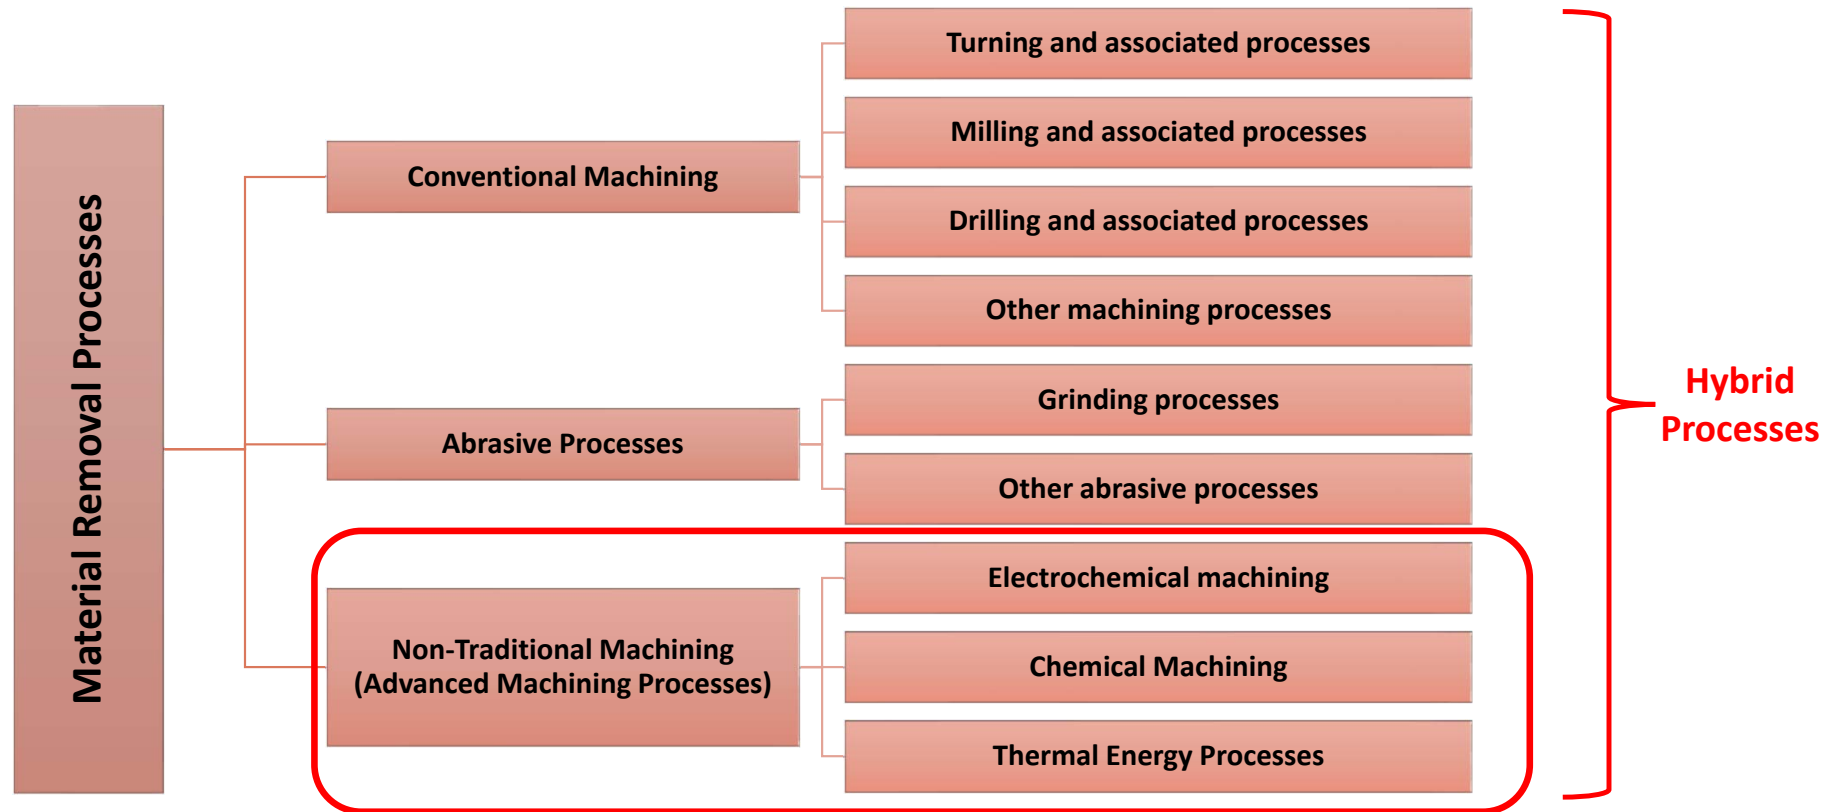 Material Removal Processes
Conventional Machining
Turning and associated processes
Milling and associated processes
Drilling and associated processes
Other machining processes
Abrasive Processes
Grinding processes
Other abrasive processes
Non-Traditional Machining
(Advanced Machining Processes)
Electrochemical machining
Chemical Machining
Thermal Energy Processes
Hybrid
Processes